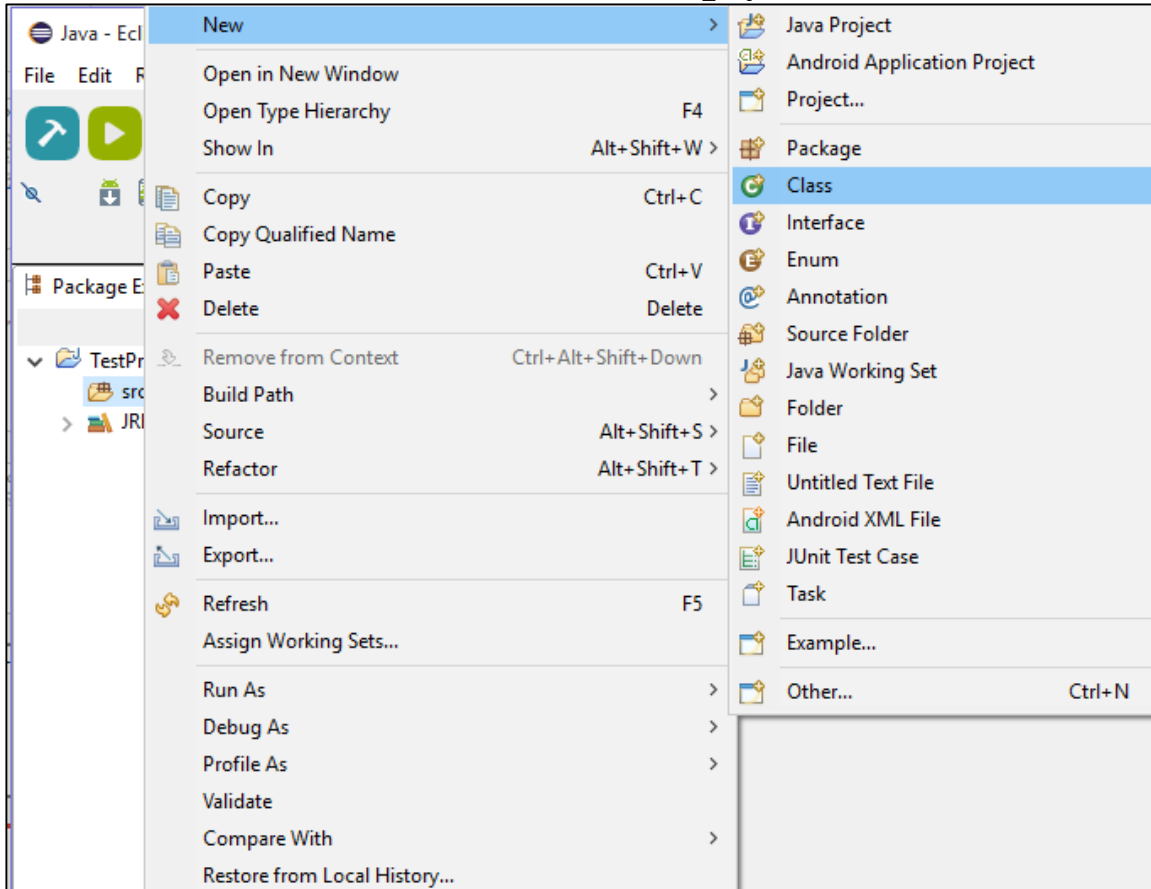 Java - Ecl
File Edit R
Package E
TestPr
src
JRI
New >
Open in New Window
Open Type Hierarchy F4
Show In Alt+Shift+W >
Copy Ctrl+C
Copy Qualified Name
Paste Ctrl+V
Delete Delete
Remove from Context Ctrl+Alt+Shift+Down
Build Path >
Source Alt+Shift+S >
Refactor Alt+Shift+T >
Import...
Export...
Refresh F5
Assign Working Sets...
Run As >
Debug As >
Profile As >
Validate
Compare With >
Restore from Local History...
Java Project
Android Application Project
Project...
Package
Class
Interface
Enum
Annotation
Source Folder
Java Working Set
Folder
File
Untitled Text File
Android XML File
JUnit Test Case
Task
Example...
Other... Ctrl+N